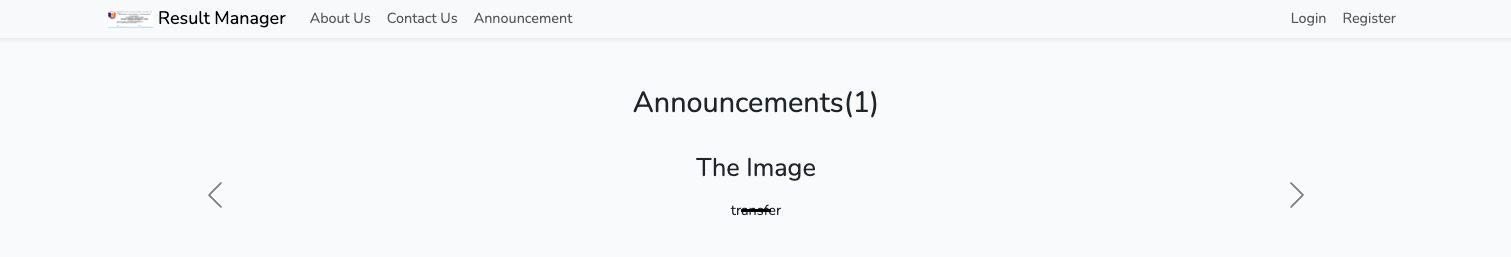 Result Manager About Us Contact Us Announcement Login Register
Announcements(1)
The Image
transfer